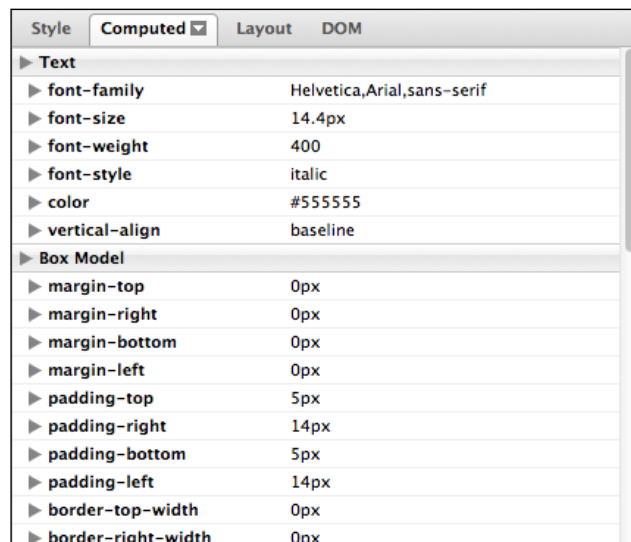 Style Computed Layout DOM
Text
font-family Helvetica,Arial,sans-serif
font-size 14.4px
font-weight 400
font-style italic
color #555555
vertical-align baseline
Box Model
margin-top 0px
margin-right 0px
margin-bottom 0px
margin-left 0px
padding-top 5px
padding-right 14px
padding-bottom 5px
padding-left 14px
border-top-width 0px
border-right-width 0px